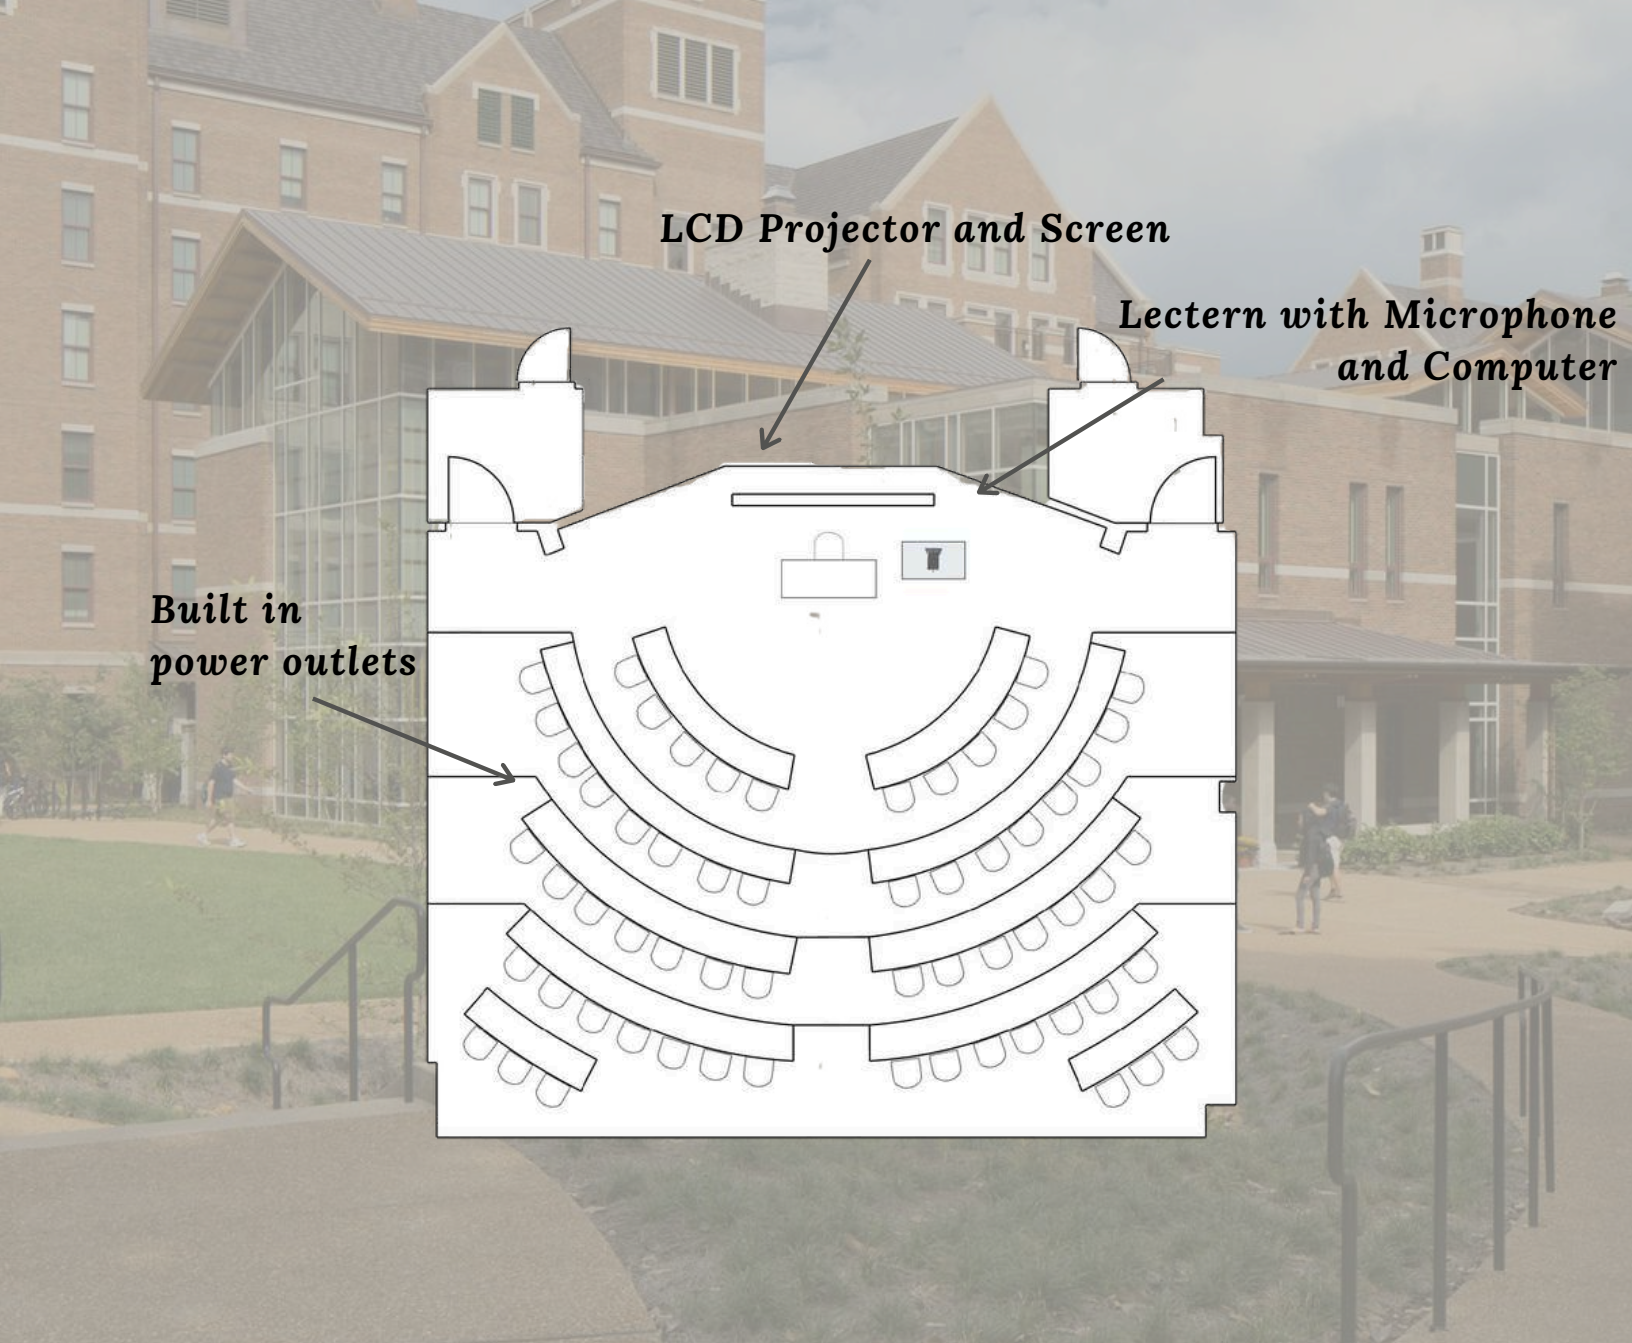 LCD Projector and Screen
Lectern with Microphone
and Computer
Built in
power outlets